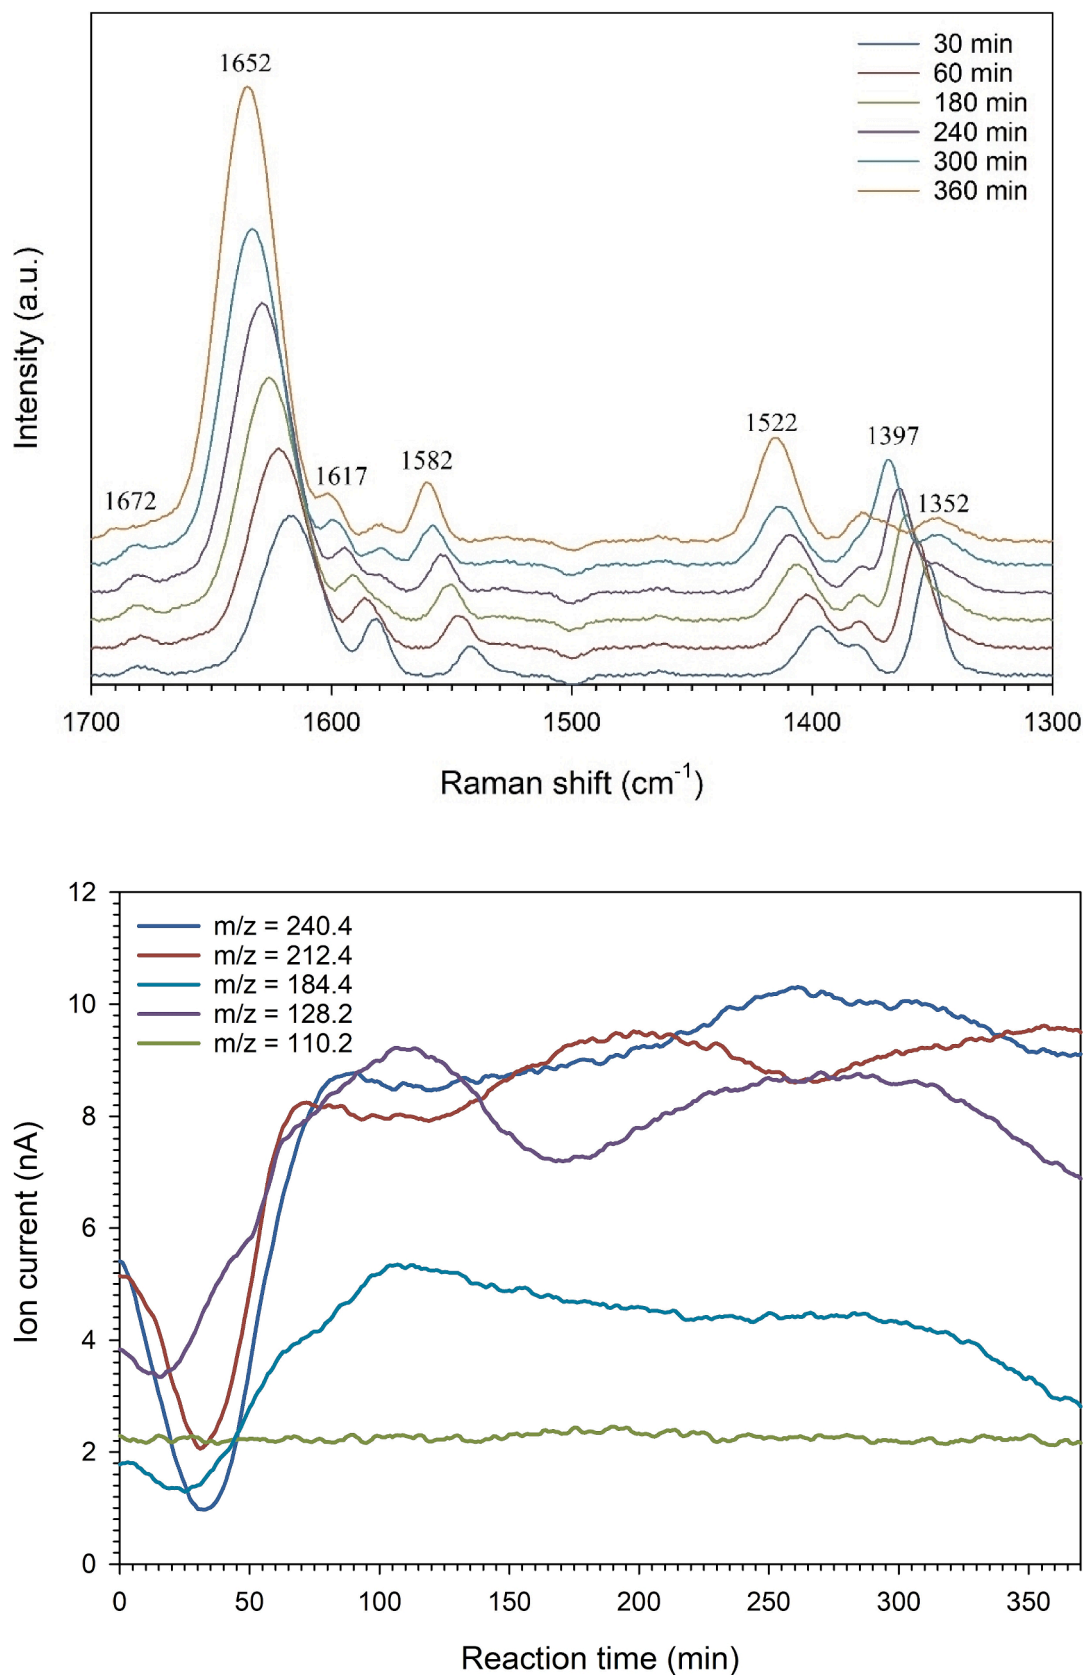 1652
1672
1617
1582
1522
1397
1352
30 min
60 min
180 min
240 min
300 min
360 min
Intensity (a.u.)
1700 1600 1500 1400 1300
Raman shift (cm⁻¹)
12
10
8
6
4
2
0
m/z = 240.4
m/z = 212.4
m/z = 184.4
m/z = 128.2
m/z = 110.2
Ion current (nA)
0 50 100 150 200 250 300 350
Reaction time (min)